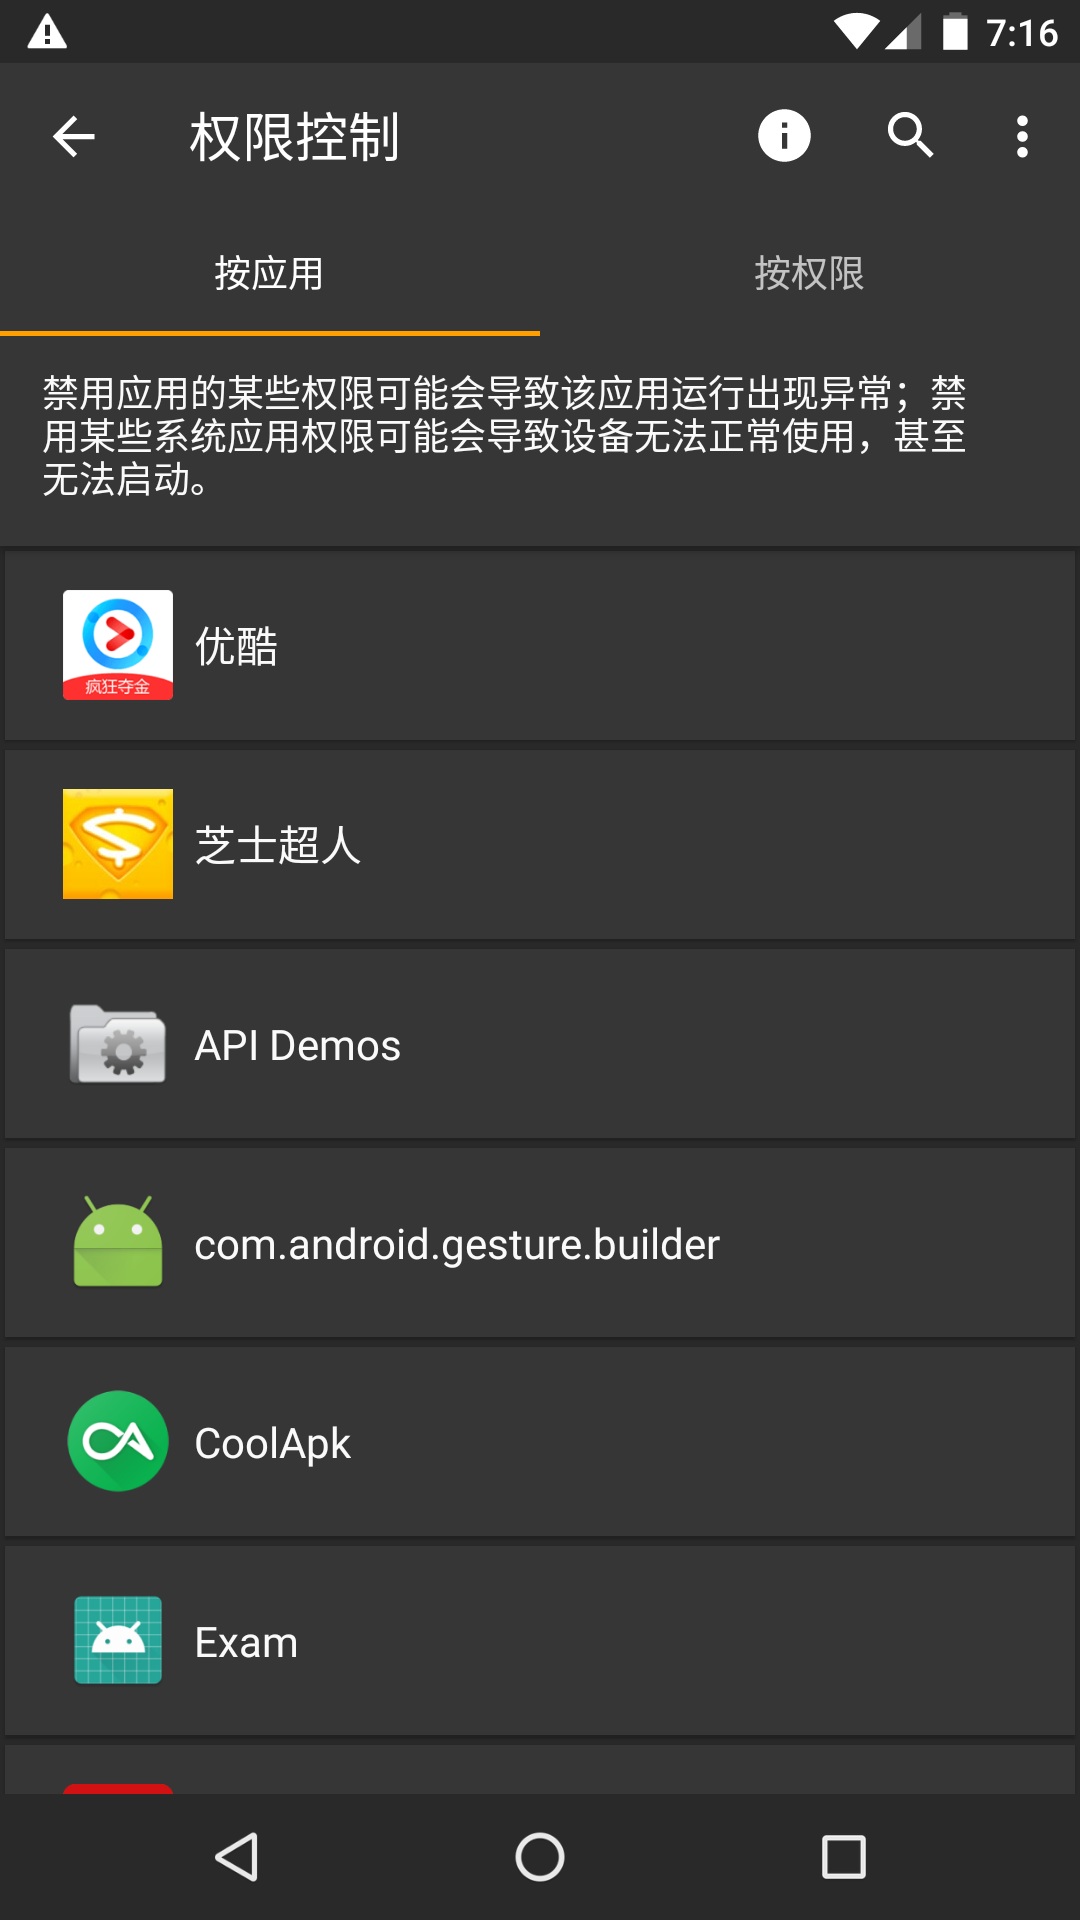 7:16
权限控制
按应用
按权限
禁用应用的某些权限可能会导致该应用运行出现异常；禁
用某些系统应用权限可能会导致设备无法正常使用，甚至
无法启动。
疯狂夺金
优酷
芝士超人
API Demos
com.android.gesture.builder
CoolApk
Exam